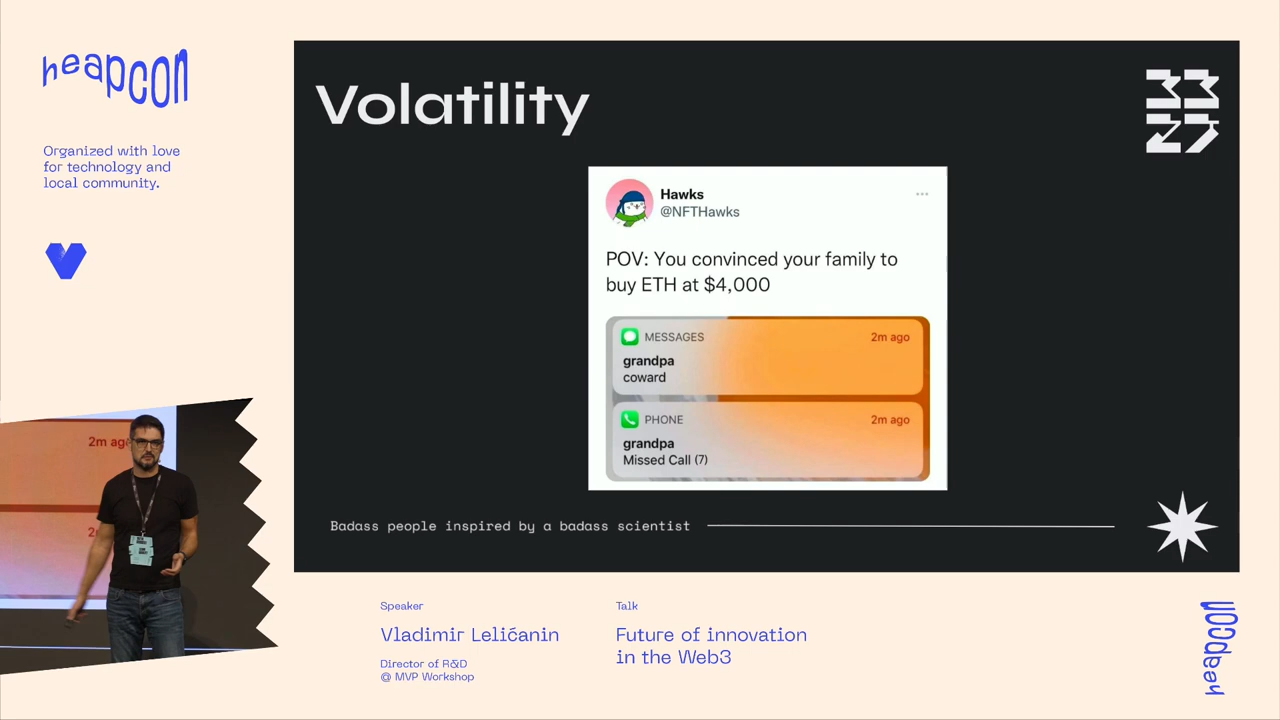 heapcon
Organized with love
for technology and
local community.
Volatility
33
27
Hawks
@NFTHawks
POV: You convinced your family to
buy ETH at $4,000
MESSAGES
2m ago
grandpa
coward
PHONE
2m ago
grandpa
Missed Call (7)
Badass people inspired by a badass scientist
2m ago
Speaker
Vladimir Leličanin
Director of R&D
@ MVP Workshop
Talk
Future of innovation
in the Web3
heapcon